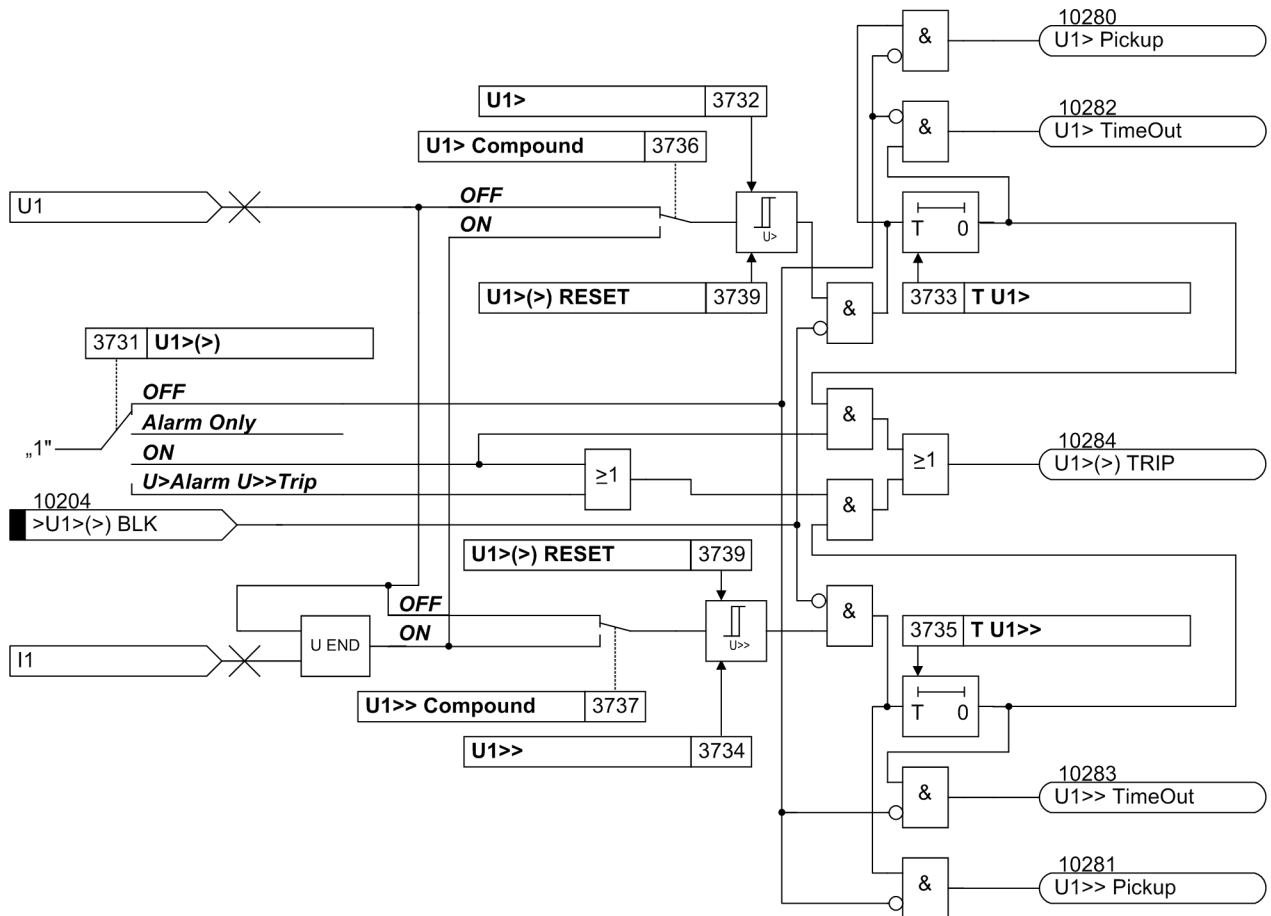 10280
& U1> Pickup
U1> 3732
10282
& U1> TimeOut
U1> Compound 3736
U1
OFF
ON
U>
T 0
U1>(>) RESET 3739
3733 T U1>
&
3731 U1>(>)
OFF
&
Alarm Only
„1"
ON
10284
≥1 U1>(>) TRIP
≥1
U>Alarm U>>Trip
10204
>U1>(>) BLK
&
U1>(>) RESET 3739
OFF
&
3735 T U1>>
ON
U END
U>>
I1
U1>> Compound 3737
T 0
U1>> 3734
10283
& U1>> TimeOut
10281
& U1>> Pickup